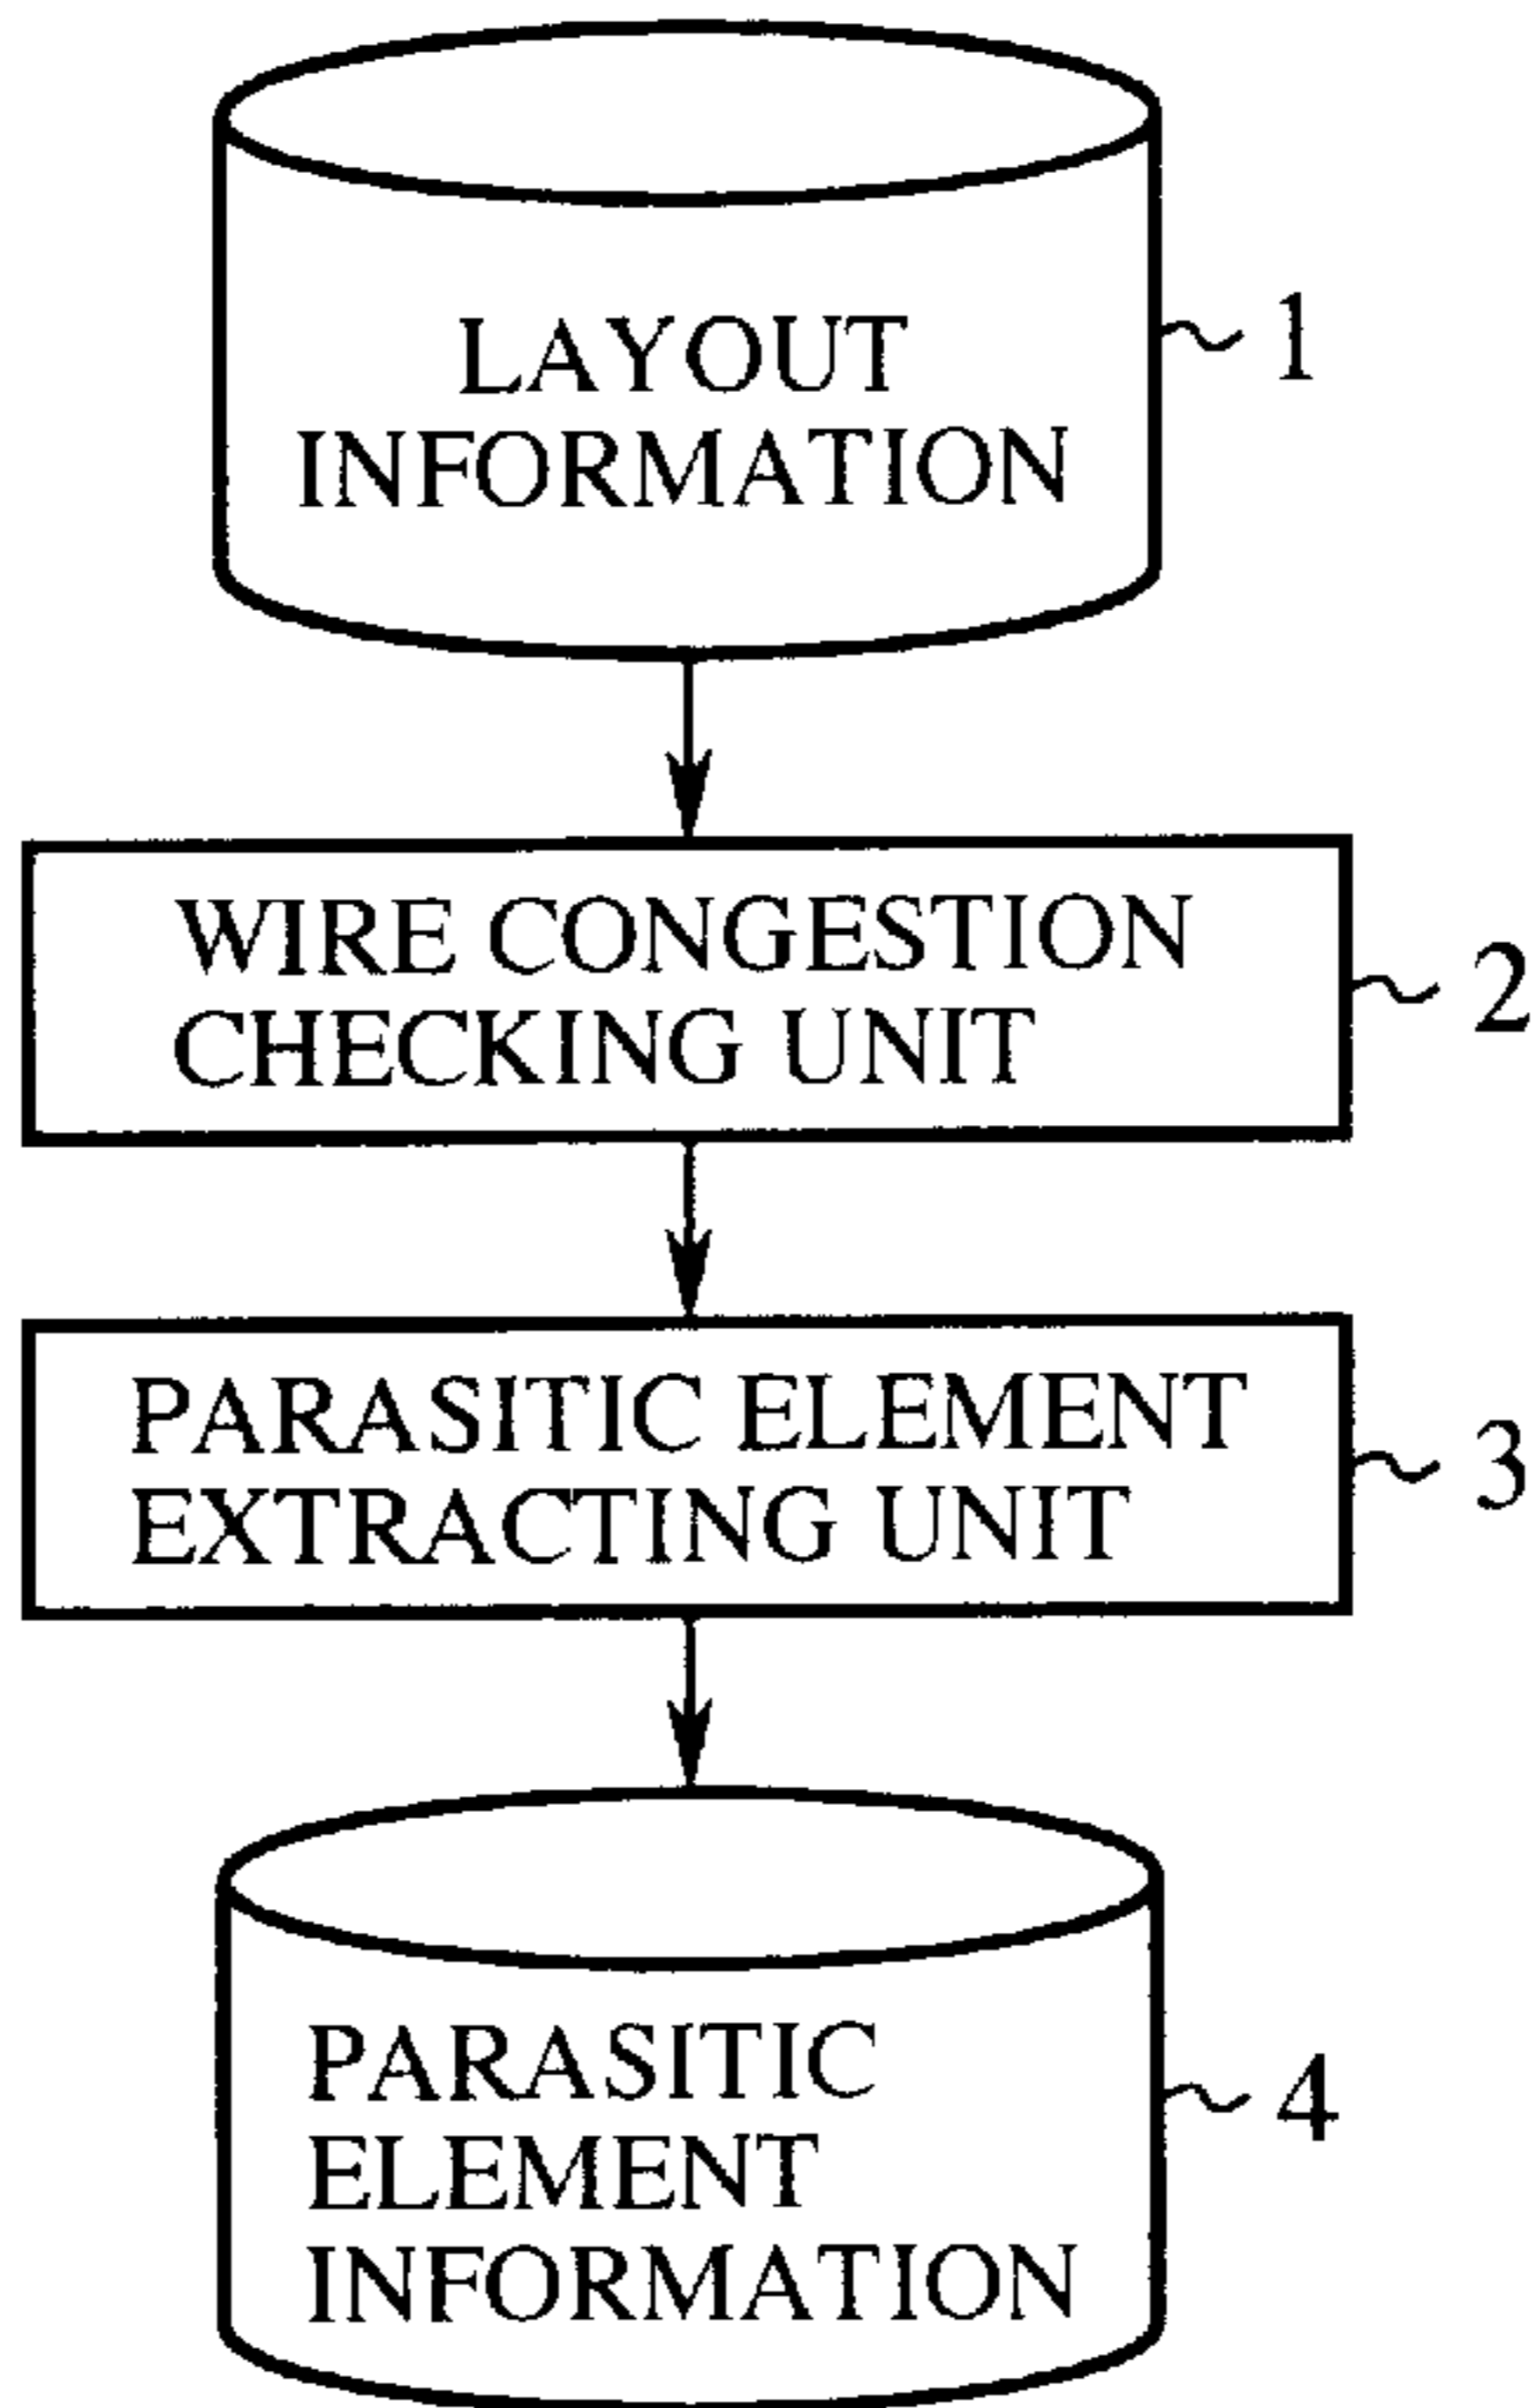 LAYOUT
INFORMATION
1
WIRE CONGESTION
CHECKING UNIT
2
PARASITIC ELEMENT
EXTRACTING UNIT
3
PARASITIC
ELEMENT
INFORMATION
4